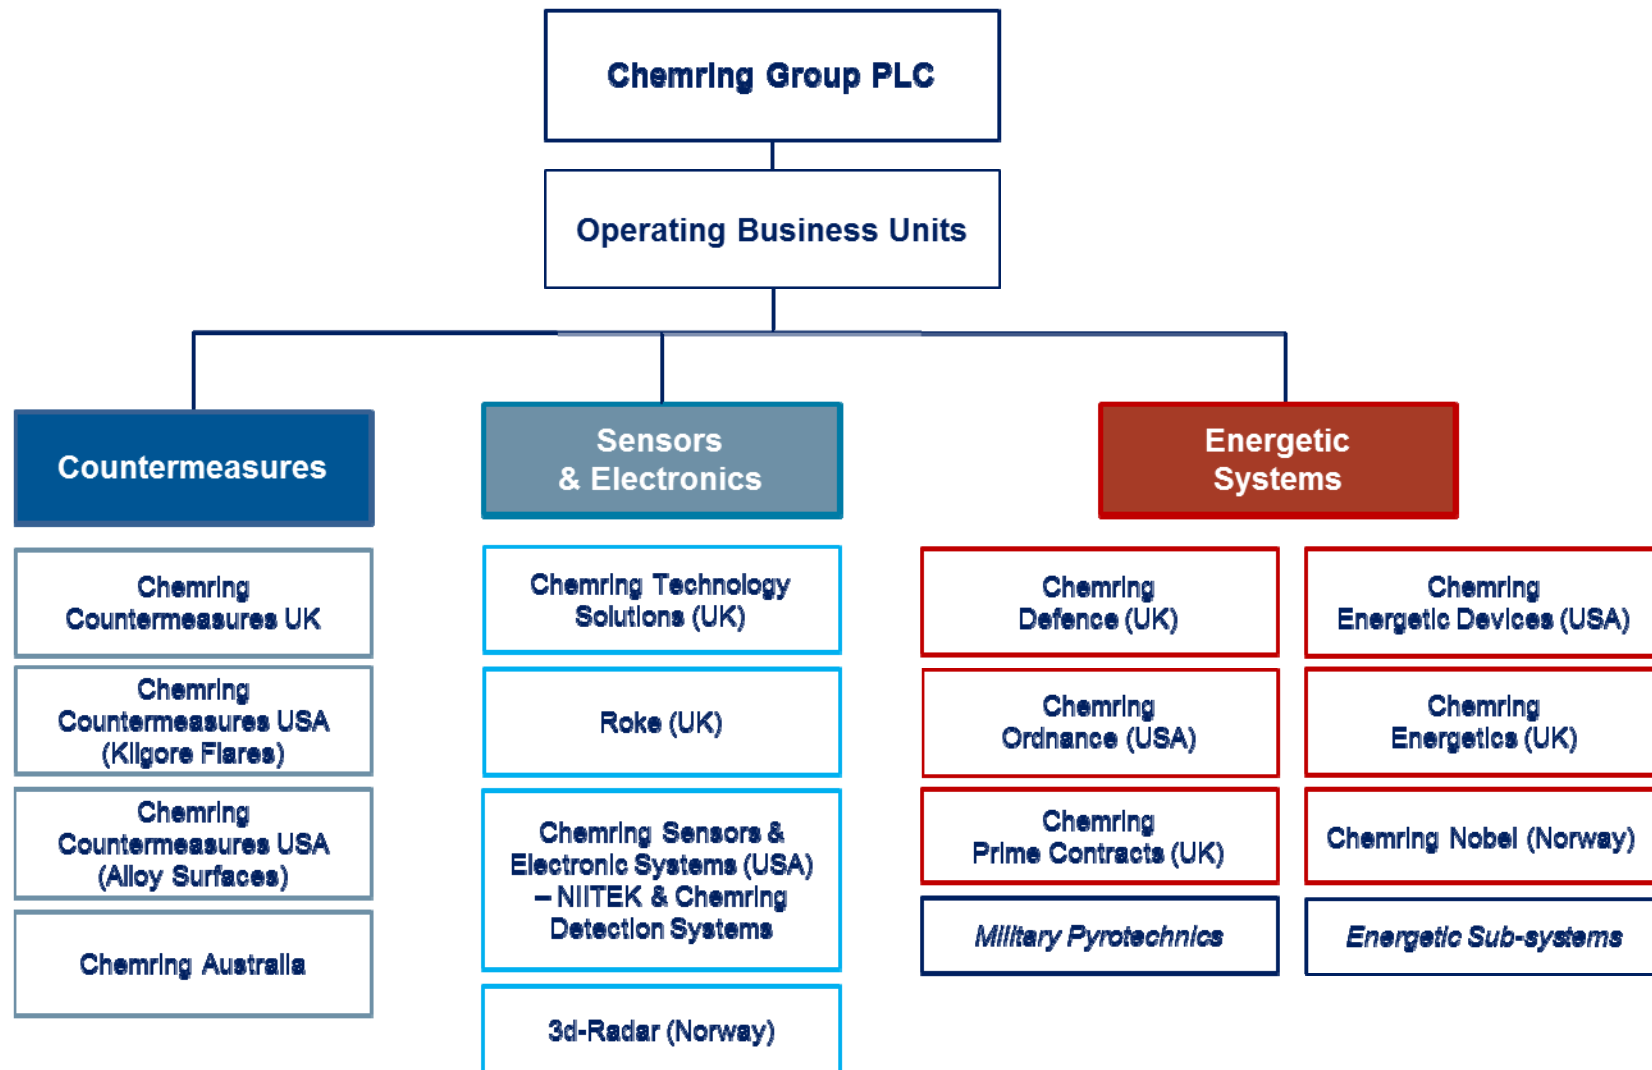 Chemring Group PLC
Operating Business Units
Countermeasures
Chemring
Countermeasures UK
Chemring
Countermeasures USA
(Kilgore Flares)
Chemring
Countermeasures USA
(Alloy Surfaces)
Chemring Australia
Sensors
& Electronics
Chemring Technology
Solutions (UK)
Roke (UK)
Chemring Sensors &
Electronic Systems (USA)
– NIITEK & Chemring
Detection Systems
3d-Radar (Norway)
Energetic
Systems
Chemring
Defence (UK)
Chemring
Ordnance (USA)
Chemring
Prime Contracts (UK)
Military Pyrotechnics
Chemring
Energetic Devices (USA)
Chemring
Energetics (UK)
Chemring Nobel (Norway)
Energetic Sub-systems